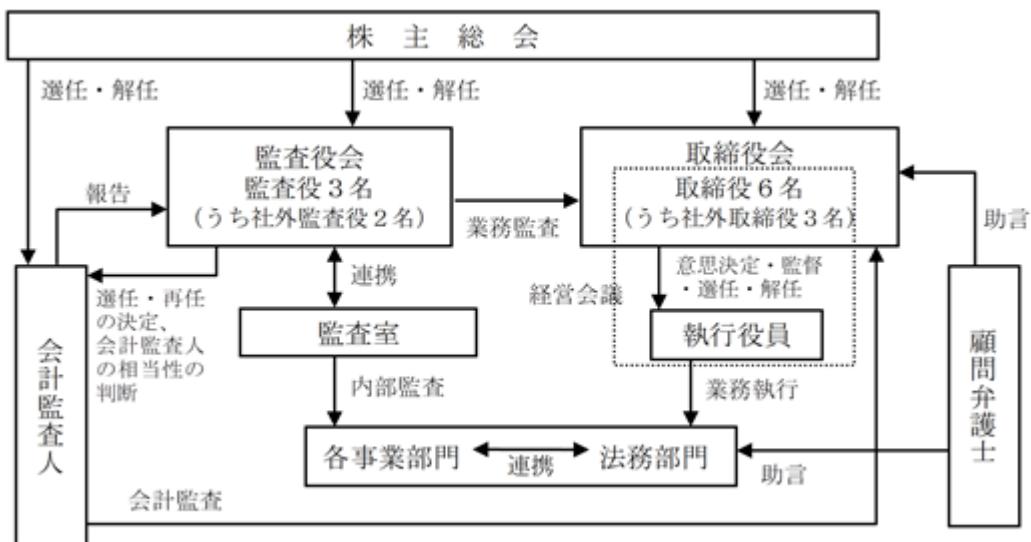 株主総会
選任・解任
選任・解任
選任・解任
監査役会
監査役３名
(うち社外監査役２名)
取締役会
取締役６名
(うち社外取締役３名)
報告
業務監査
助言
選任・再任
の決定、
会計監査人
の相当性の
判断
連携
経営会議
意思決定・監督
・選任・解任
会計監査人
監査室
執行役員
顧問弁護士
内部監査
業務執行
各事業部門
連携
法務部門
助言
会計監査